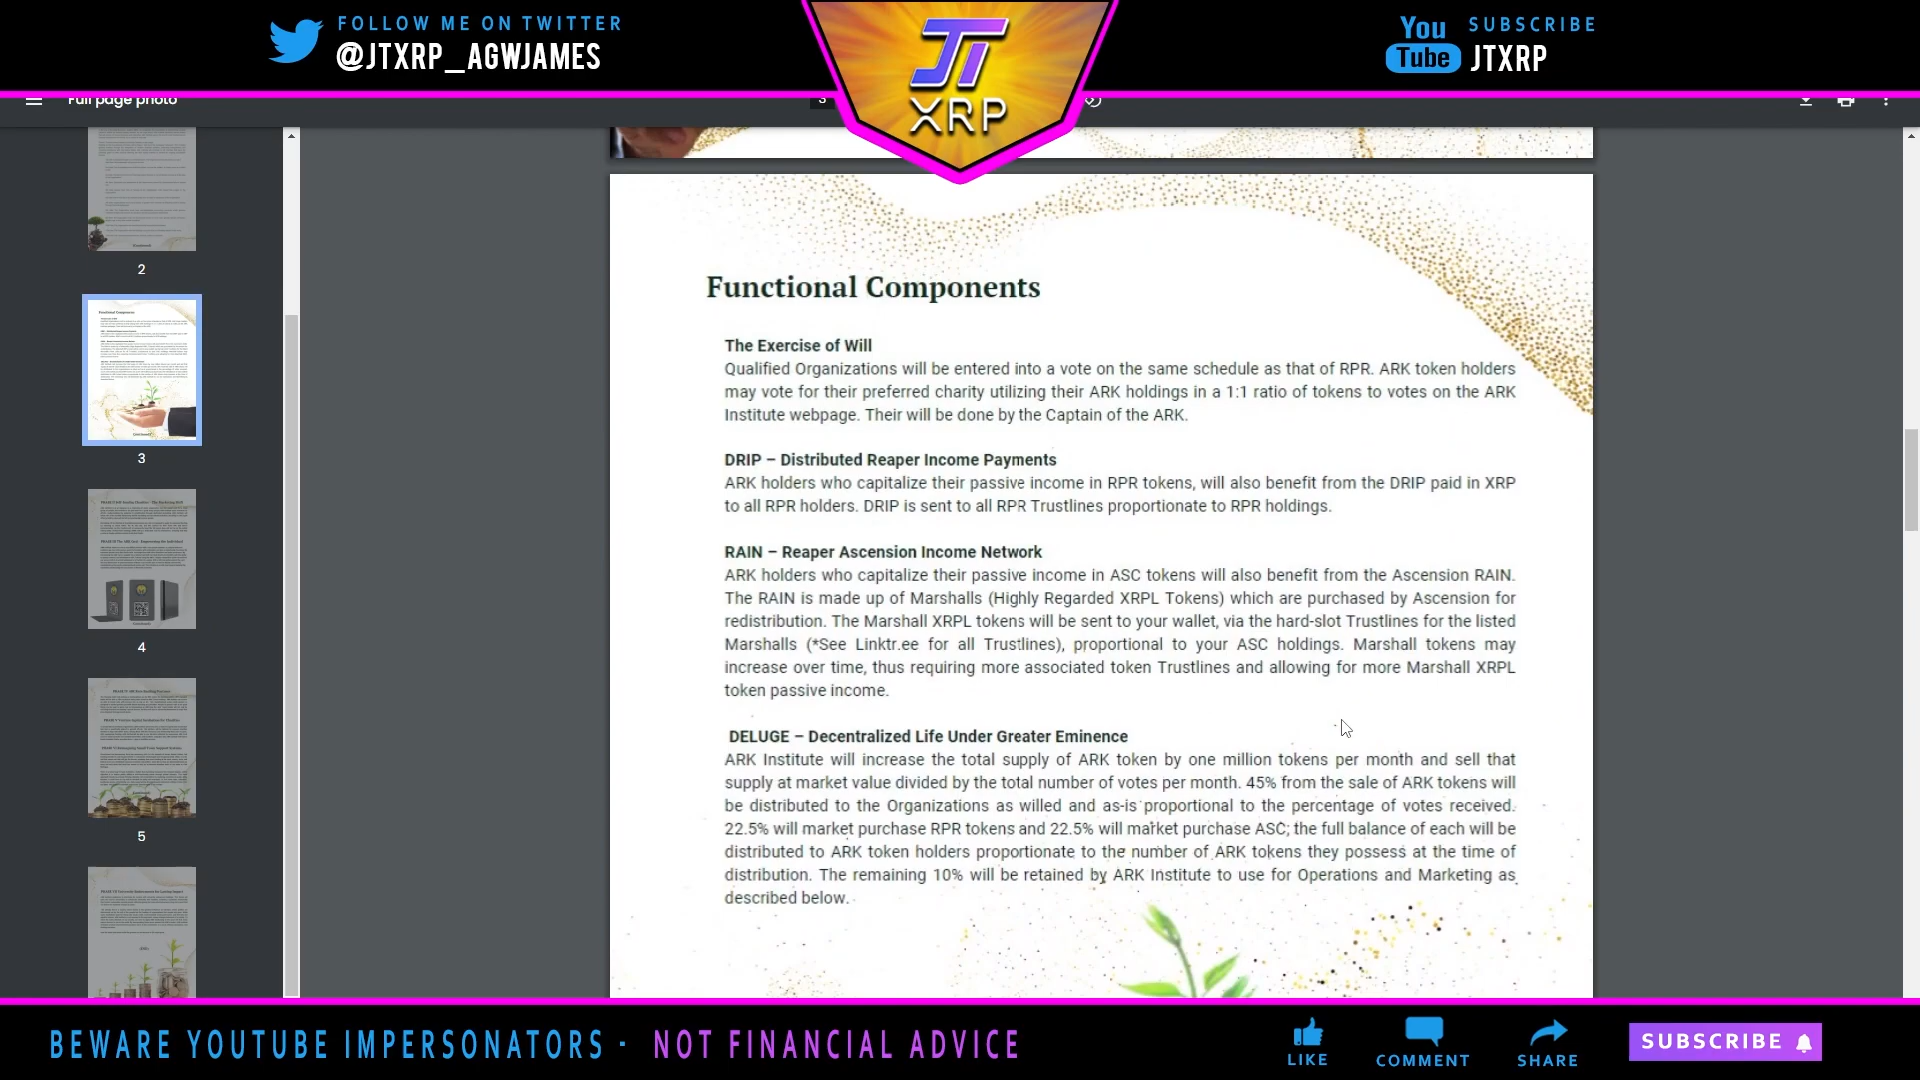 FOLLOW ME ON TWITTER
@JTXRP_AGWJAMES
JT
XRP
You
Tube
SUBSCRIBE
JTXRP
Full page photo
3
2
3
4
5
Functional Components
The Exercise of Will
Qualified Organizations will be entered into a vote on the same schedule as that of RPR. ARK token holders
may vote for their preferred charity utilizing their ARK holdings in a 1:1 ratio of tokens to votes on the ARK
Institute webpage. Their will be done by the Captain of the ARK.
DRIP – Distributed Reaper Income Payments
ARK holders who capitalize their passive income in RPR tokens, will also benefit from the DRIP paid in XRP
to all RPR holders. DRIP is sent to all RPR Trustlines proportionate to RPR holdings.
RAIN – Reaper Ascension Income Network
ARK holders who capitalize their passive income in ASC tokens will also benefit from the Ascension RAIN.
The RAIN is made up of Marshalls (Highly Regarded XRPL Tokens) which are purchased by Ascension for
redistribution. The Marshall XRPL tokens will be sent to your wallet, via the hard-slot Trustlines for the listed
Marshalls (*See Linktr.ee for all Trustlines), proportional to your ASC holdings. Marshall tokens may
increase over time, thus requiring more associated token Trustlines and allowing for more Marshall XRPL
token passive income.
DELUGE – Decentralized Life Under Greater Eminence
ARK Institute will increase the total supply of ARK token by one million tokens per month and sell that
supply at market value divided by the total number of votes per month. 45% from the sale of ARK tokens will
be distributed to the Organizations as willed and as-is proportional to the percentage of votes received.
22.5% will market purchase RPR tokens and 22.5% will market purchase ASC; the full balance of each will be
distributed to ARK token holders proportionate to the number of ARK tokens they possess at the time of
distribution. The remaining 10% will be retained by ARK Institute to use for Operations and Marketing as
described below.
BEWARE YOUTUBE IMPERSONATORS - NOT FINANCIAL ADVICE
LIKE
COMMENT
SHARE
SUBSCRIBE